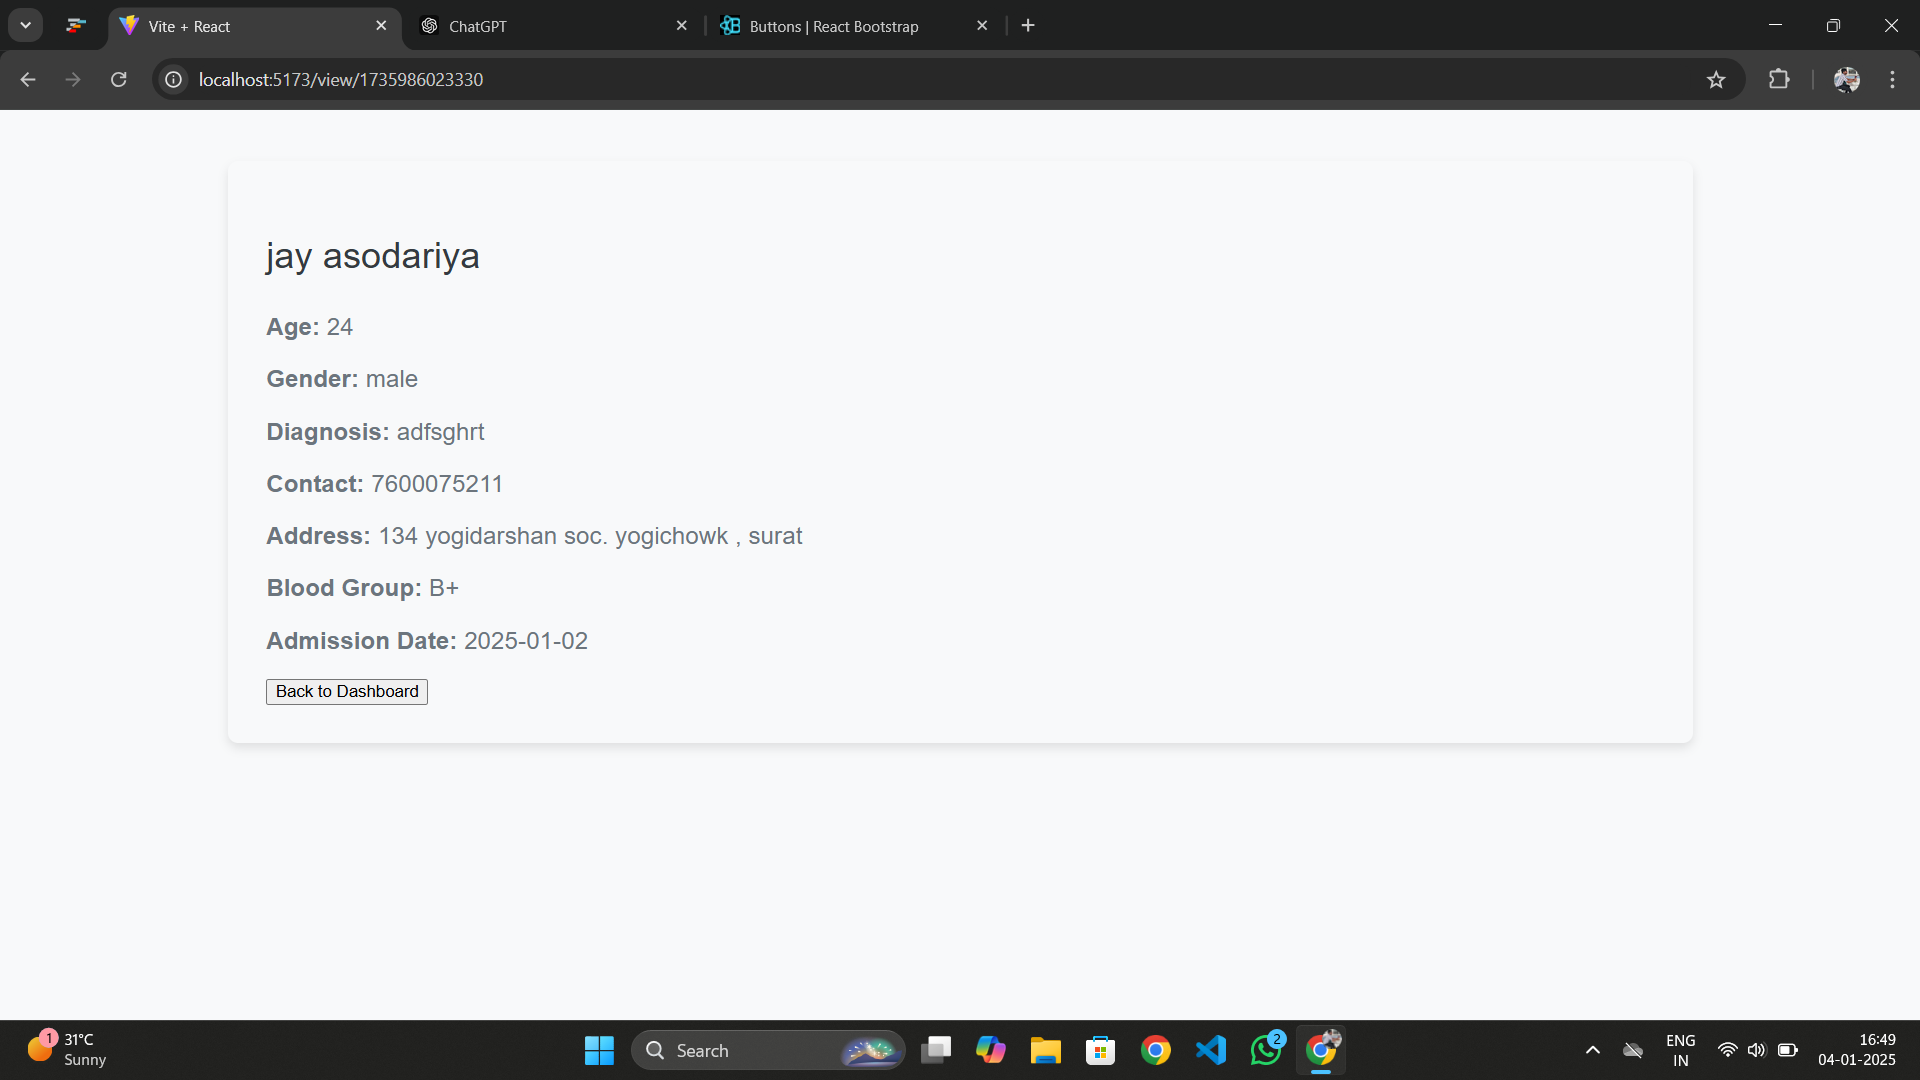 Vite + React
ChatGPT
Buttons | React Bootstrap
localhost:5173/view/1735986023330
jay asodariya
Age: 24
Gender: male
Diagnosis: adfsghrt
Contact: 7600075211
Address: 134 yogidarshan soc. yogichowk , surat
Blood Group: B+
Admission Date: 2025-01-02
Back to Dashboard
1
31°C
Sunny
Search
2
ENG
IN
16:49
04-01-2025